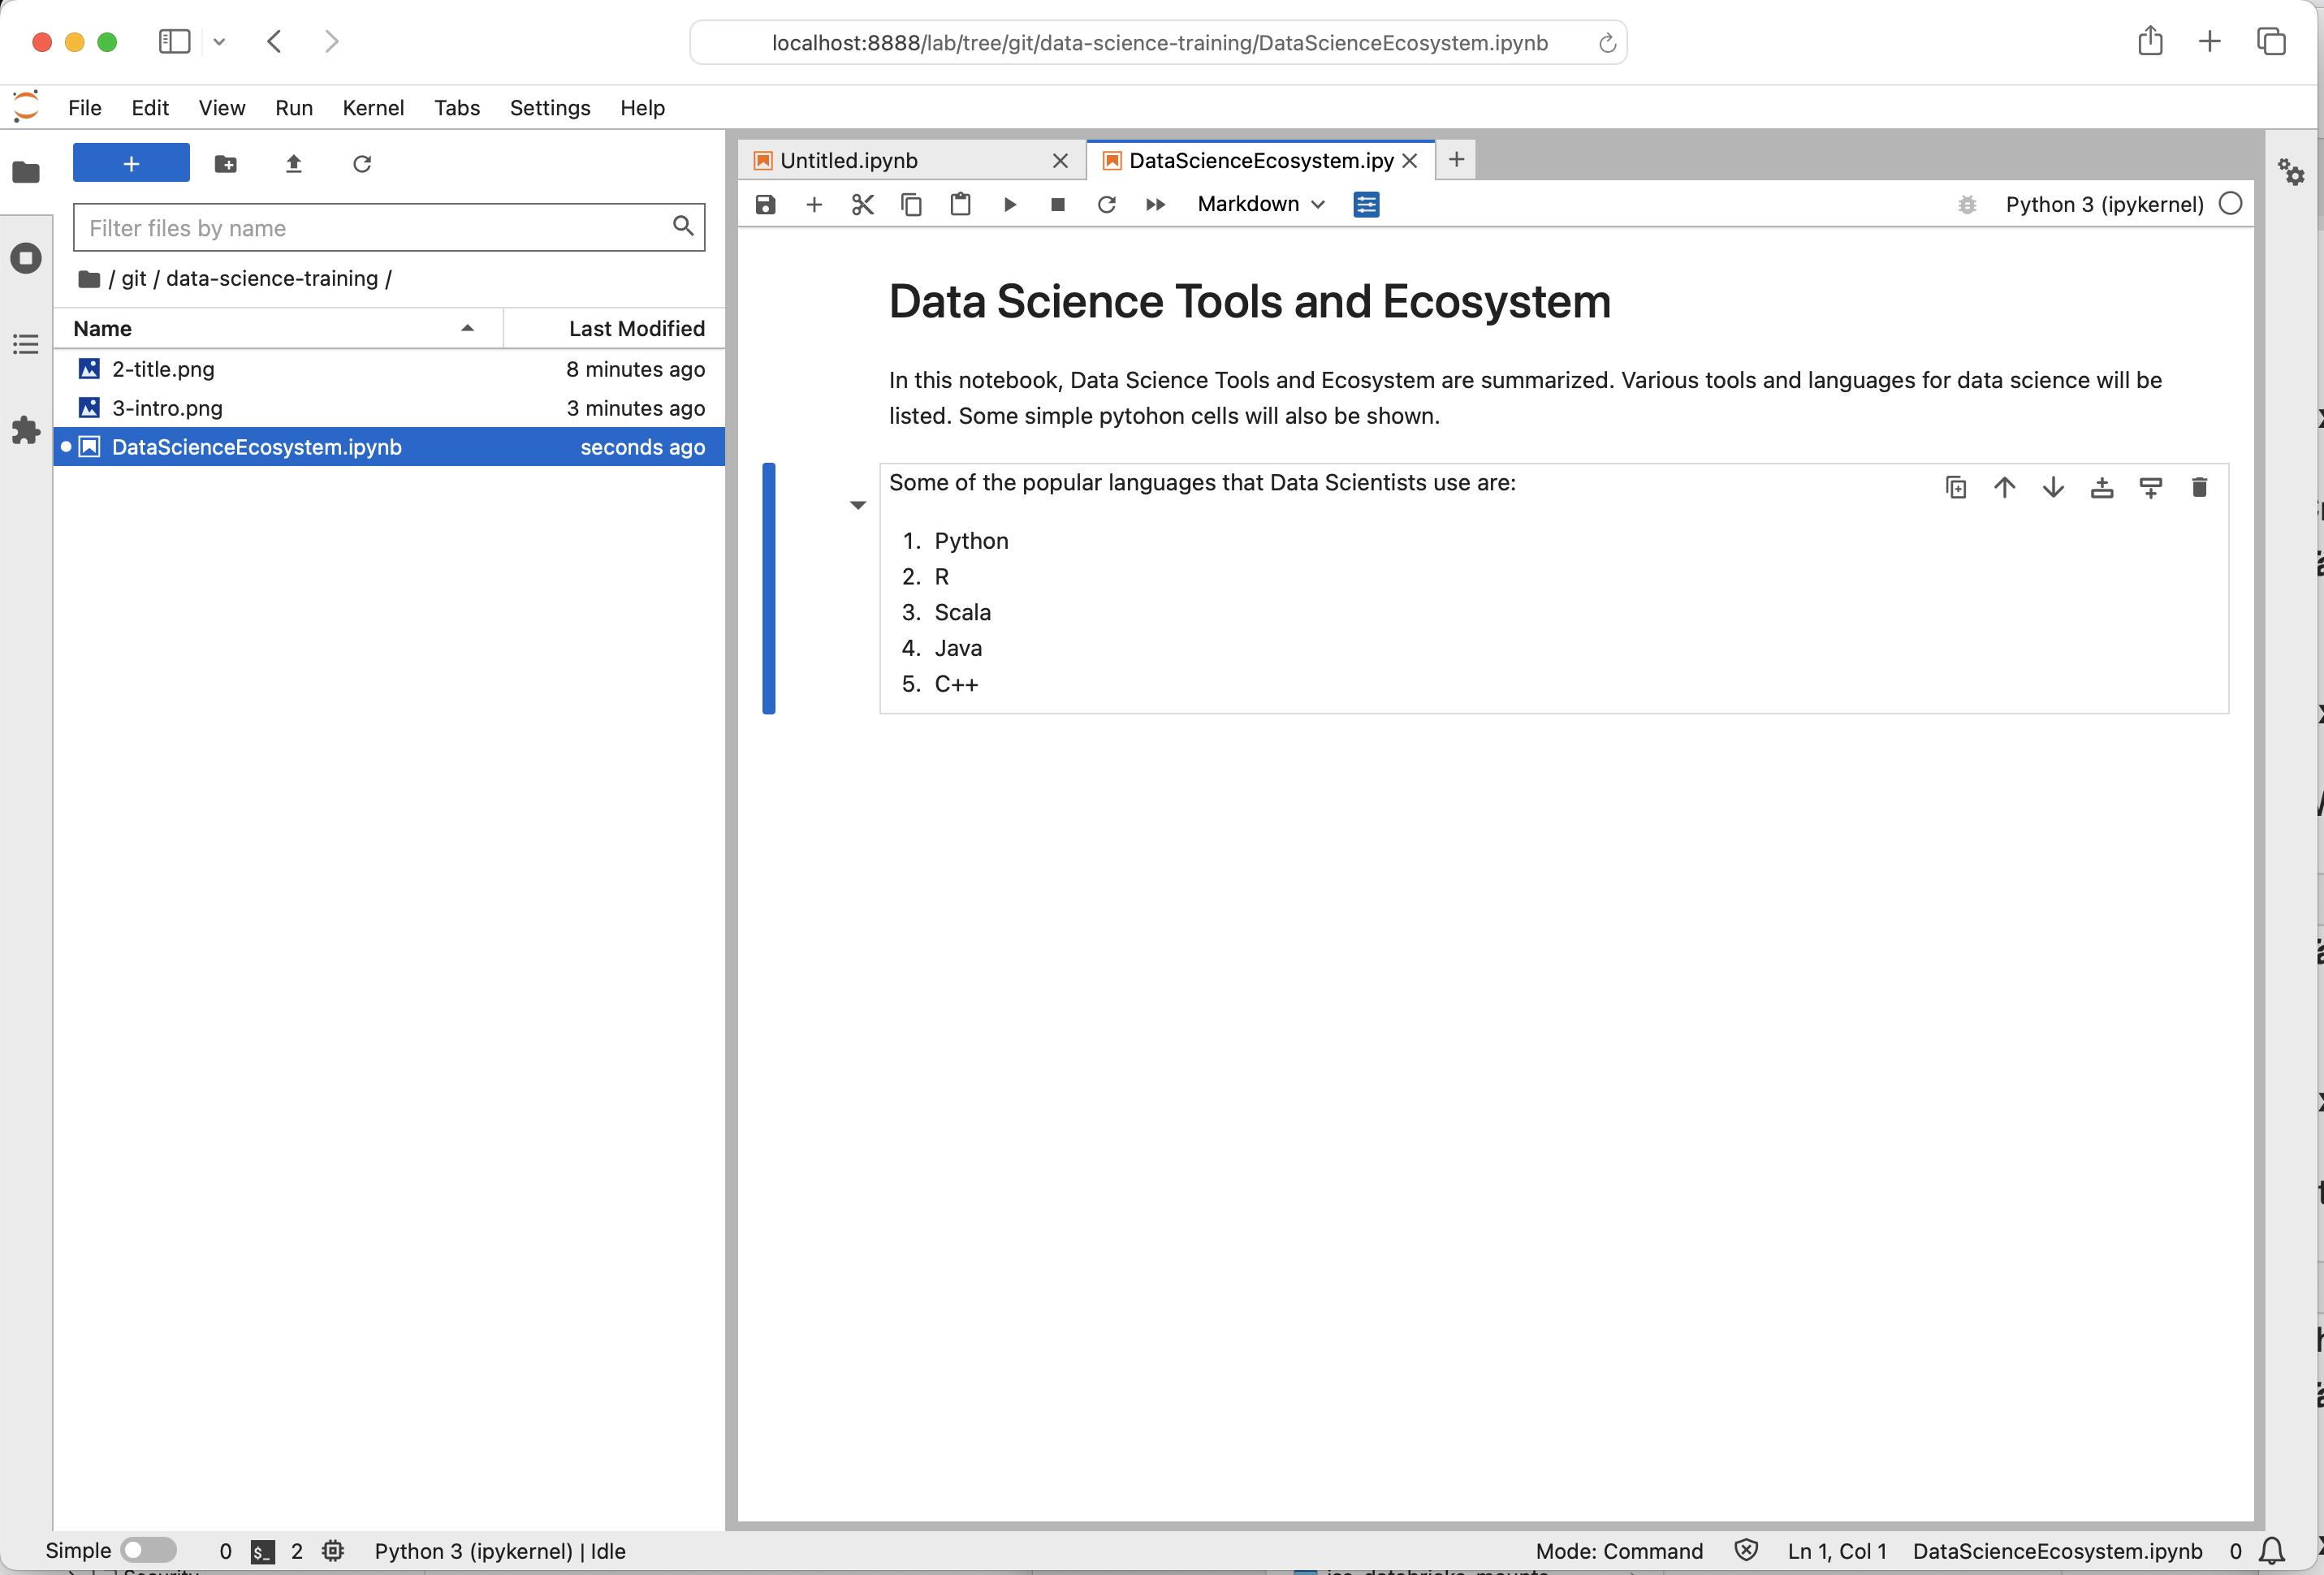 localhost:8888/lab/tree/git/data-science-training/DataScienceEcosystem.ipynb
File Edit View Run Kernel Tabs Settings Help
Untitled.ipynb
DataScienceEcosystem.ipy
Markdown
Python 3 (ipykernel)
Filter files by name
/ git / data-science-training /
Name Last Modified
2-title.png 8 minutes ago
3-intro.png 3 minutes ago
DataScienceEcosystem.ipynb seconds ago
Data Science Tools and Ecosystem
In this notebook, Data Science Tools and Ecosystem are summarized. Various tools and languages for data science will be
listed. Some simple pytohon cells will also be shown.
Some of the popular languages that Data Scientists use are:
1. Python
2. R
3. Scala
4. Java
5. C++
Simple 0 $_ 2 Python 3 (ipykernel) | Idle
Mode: Command Ln 1, Col 1 DataScienceEcosystem.ipynb 0